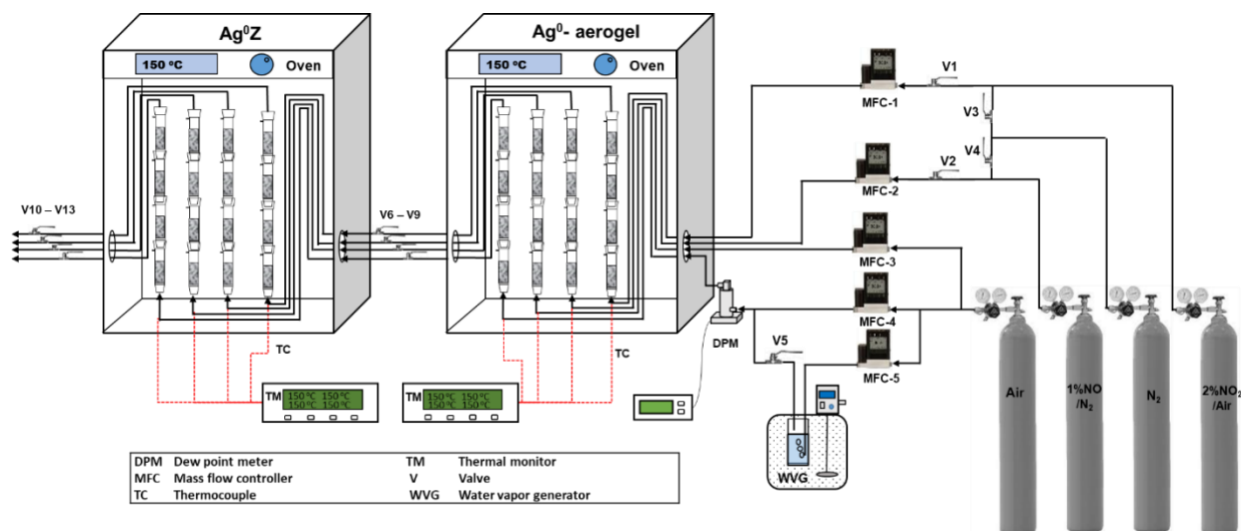 Ag⁰Z
150 ºC
Oven
Ag⁰- aerogel
150 ºC
Oven
V1
MFC-1
V3
V4
V2
MFC-2
V10 – V13
V6 – V9
MFC-3
MFC-4
DPM
V5
MFC-5
TC
TC
TM
150 ºC 150 ºC
150 ºC 150 ºC
TM
150 ºC 150 ºC
150 ºC 150 ºC
WVG
Air
1%NO
/N₂
N₂
2%NO₂
/Air
DPM Dew point meter TM Thermal monitor
MFC Mass flow controller V Valve
TC Thermocouple WVG Water vapor generator